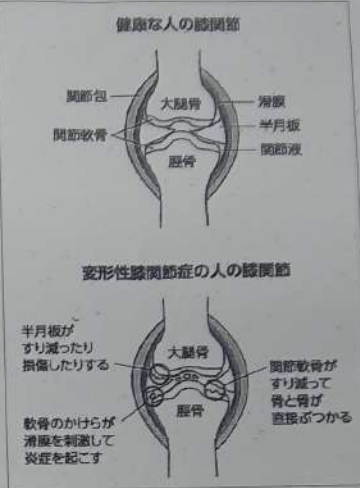 健康な人の膝関節
関節包
大腿骨
滑膜
関節軟骨
半月板
関節液
脛骨
変形性膝関節症の人の膝関節
半月板が
すり減ったり
損傷したりする
大腿骨
関節軟骨が
すり減って
骨と骨が
直接ぶつかる
脛骨
軟骨のかけらが
滑膜を刺激して
炎症を起こす